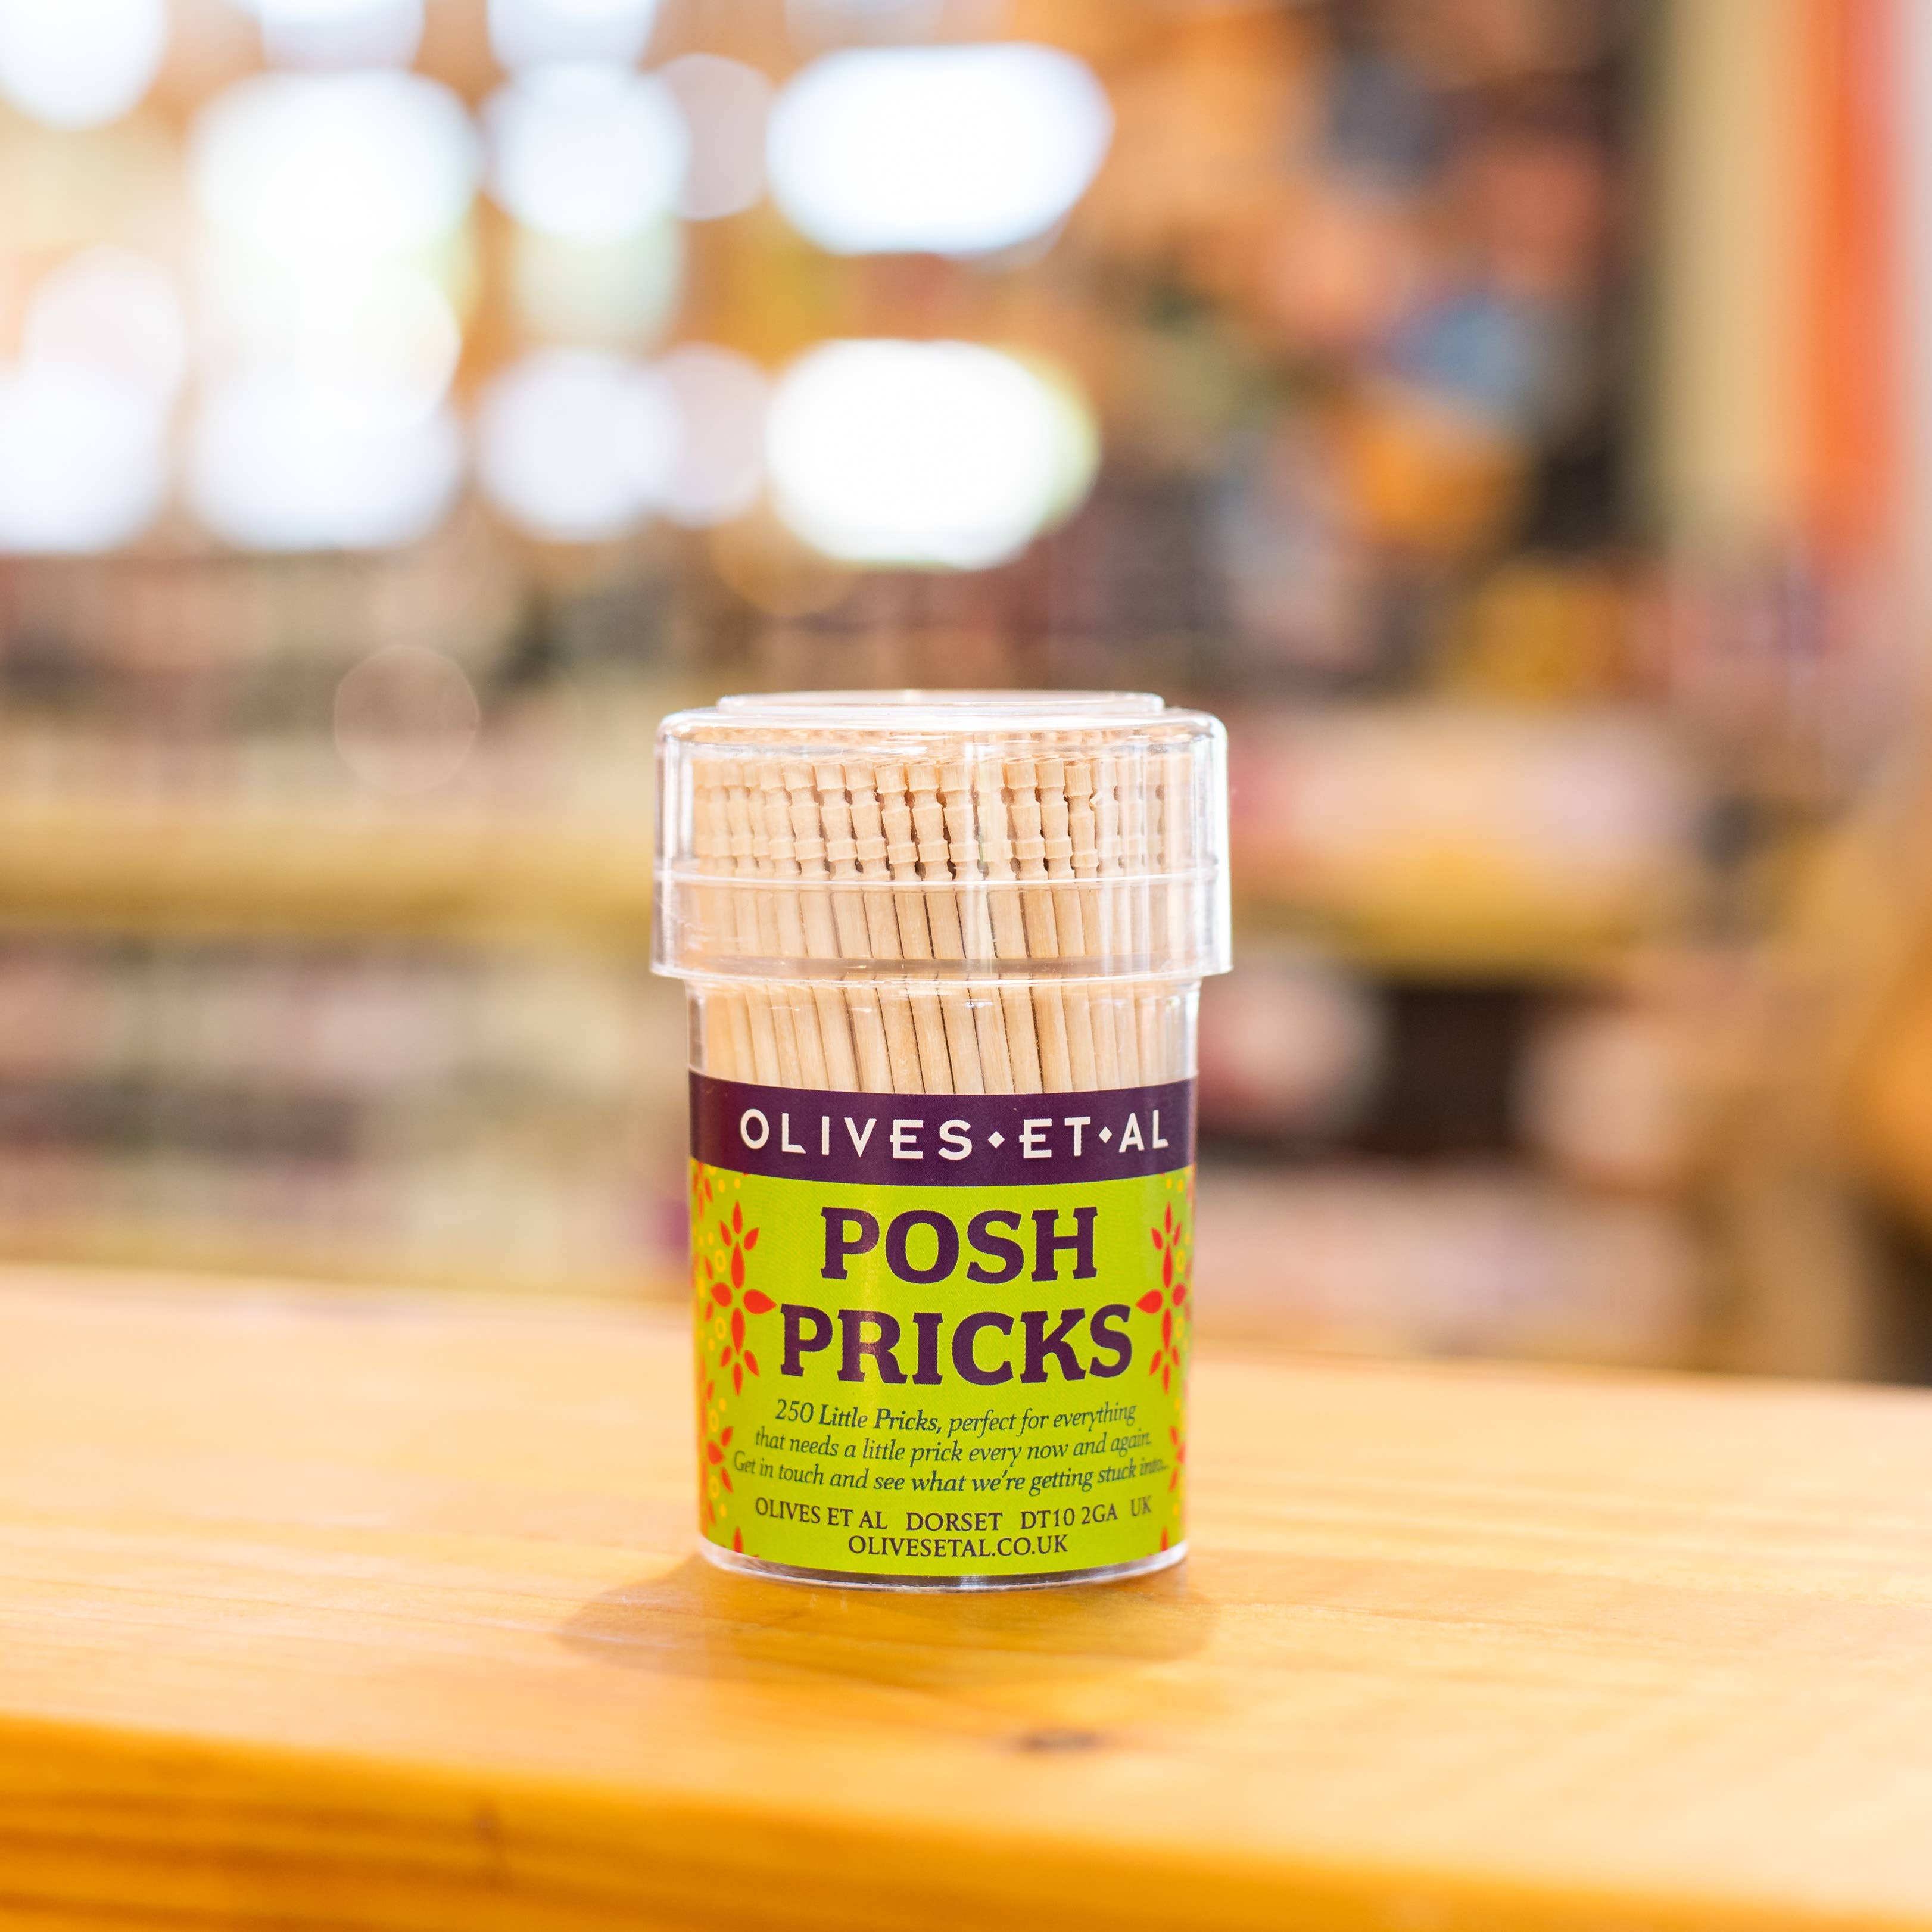 OLIVES·ET·AL
POSH
PRICKS
250 Little Pricks, perfect for everything
that needs a little prick every now and again.
Get in touch and see what we're getting stuck into...
OLIVES ET AL DORSET DT10 2GA UK
OLIVESETAL.CO.UK